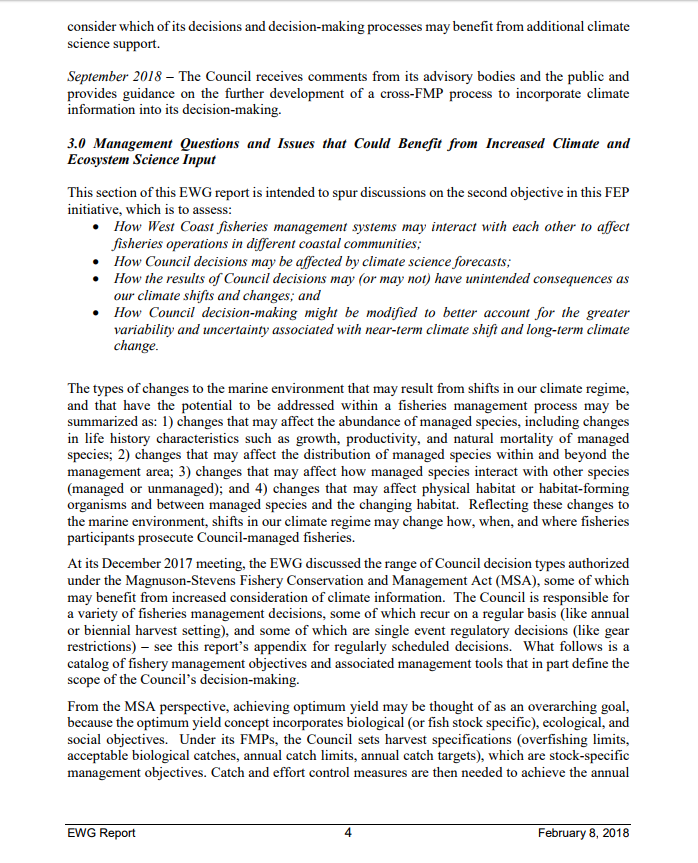 consider which of its decisions and decision-making processes may benefit from additional climate
science support.
September 2018 – The Council receives comments from its advisory bodies and the public and
provides guidance on the further development of a cross-FMP process to incorporate climate
information into its decision-making.
3.0 Management Questions and Issues that Could Benefit from Increased Climate and
Ecosystem Science Input
This section of this EWG report is intended to spur discussions on the second objective in this FEP
initiative, which is to assess:
• How West Coast fisheries management systems may interact with each other to affect
fisheries operations in different coastal communities;
• How Council decisions may be affected by climate science forecasts;
• How the results of Council decisions may (or may not) have unintended consequences as
our climate shifts and changes; and
• How Council decision-making might be modified to better account for the greater
variability and uncertainty associated with near-term climate shift and long-term climate
change.
The types of changes to the marine environment that may result from shifts in our climate regime,
and that have the potential to be addressed within a fisheries management process may be
summarized as: 1) changes that may affect the abundance of managed species, including changes
in life history characteristics such as growth, productivity, and natural mortality of managed
species; 2) changes that may affect the distribution of managed species within and beyond the
management area; 3) changes that may affect how managed species interact with other species
(managed or unmanaged); and 4) changes that may affect physical habitat or habitat-forming
organisms and between managed species and the changing habitat. Reflecting these changes to
the marine environment, shifts in our climate regime may change how, when, and where fisheries
participants prosecute Council-managed fisheries.
At its December 2017 meeting, the EWG discussed the range of Council decision types authorized
under the Magnuson-Stevens Fishery Conservation and Management Act (MSA), some of which
may benefit from increased consideration of climate information. The Council is responsible for
a variety of fisheries management decisions, some of which recur on a regular basis (like annual
or biennial harvest setting), and some of which are single event regulatory decisions (like gear
restrictions) – see this report's appendix for regularly scheduled decisions. What follows is a
catalog of fishery management objectives and associated management tools that in part define the
scope of the Council's decision-making.
From the MSA perspective, achieving optimum yield may be thought of as an overarching goal,
because the optimum yield concept incorporates biological (or fish stock specific), ecological, and
social objectives. Under its FMPs, the Council sets harvest specifications (overfishing limits,
acceptable biological catches, annual catch limits, annual catch targets), which are stock-specific
management objectives. Catch and effort control measures are then needed to achieve the annual
EWG Report 4 February 8, 2018